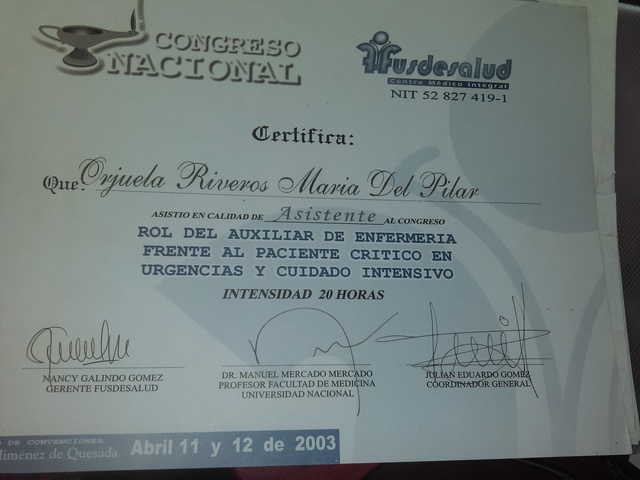 CONGRESO
NACIONAL
fusdesalud
Centro Médico Integral
NIT 52 827 419-1
Certifica:
Que: Orjuela Riveros Maria Del Pilar
ASISTIO EN CALIDAD DE Asistente AL CONGRESO
ROL DEL AUXILIAR DE ENFERMERIA
FRENTE AL PACIENTE CRITICO EN
URGENCIAS Y CUIDADO INTENSIVO
INTENSIDAD 20 HORAS
NANCY GALINDO GOMEZ
GERENTE FUSDESALUD
DR. MANUEL MERCADO MERCADO
PROFESOR FACULTAD DE MEDICINA
UNIVERSIDAD NACIONAL
JULIAN EDUARDO GOMEZ
COORDINADOR GENERAL
O DE CONVENCIONES
Jiménez de Quesada
Abril 11 y 12 de 2003